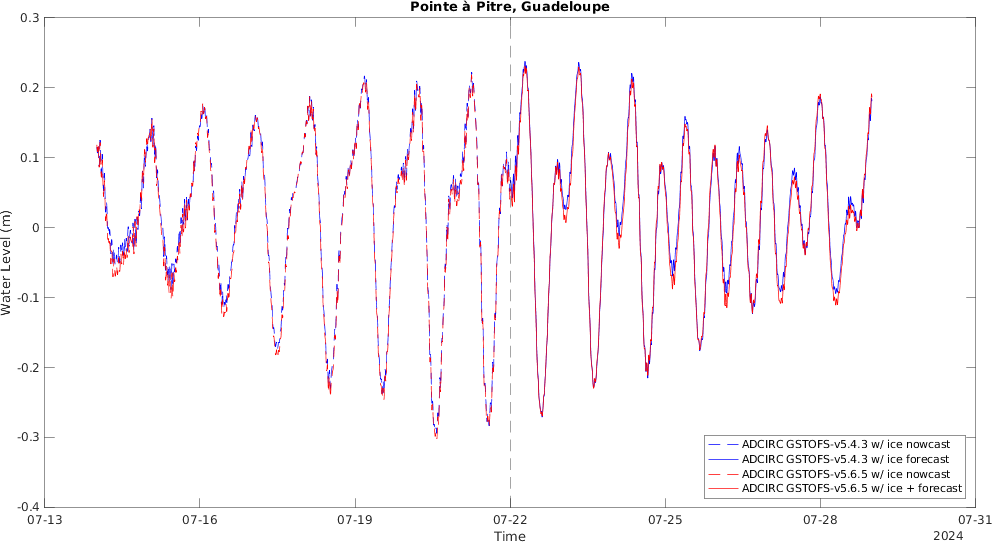 Pointe à Pitre, Guadeloupe
0.3
0.2
0.1
0
-0.1
-0.2
-0.3
-0.4
Water Level (m)
07-13
07-16
07-19
07-22
07-25
07-28
07-31
Time
2024
ADCIRC GSTOFS-v5.4.3 w/ ice nowcast
ADCIRC GSTOFS-v5.4.3 w/ ice forecast
ADCIRC GSTOFS-v5.6.5 w/ ice nowcast
ADCIRC GSTOFS-v5.6.5 w/ ice + forecast